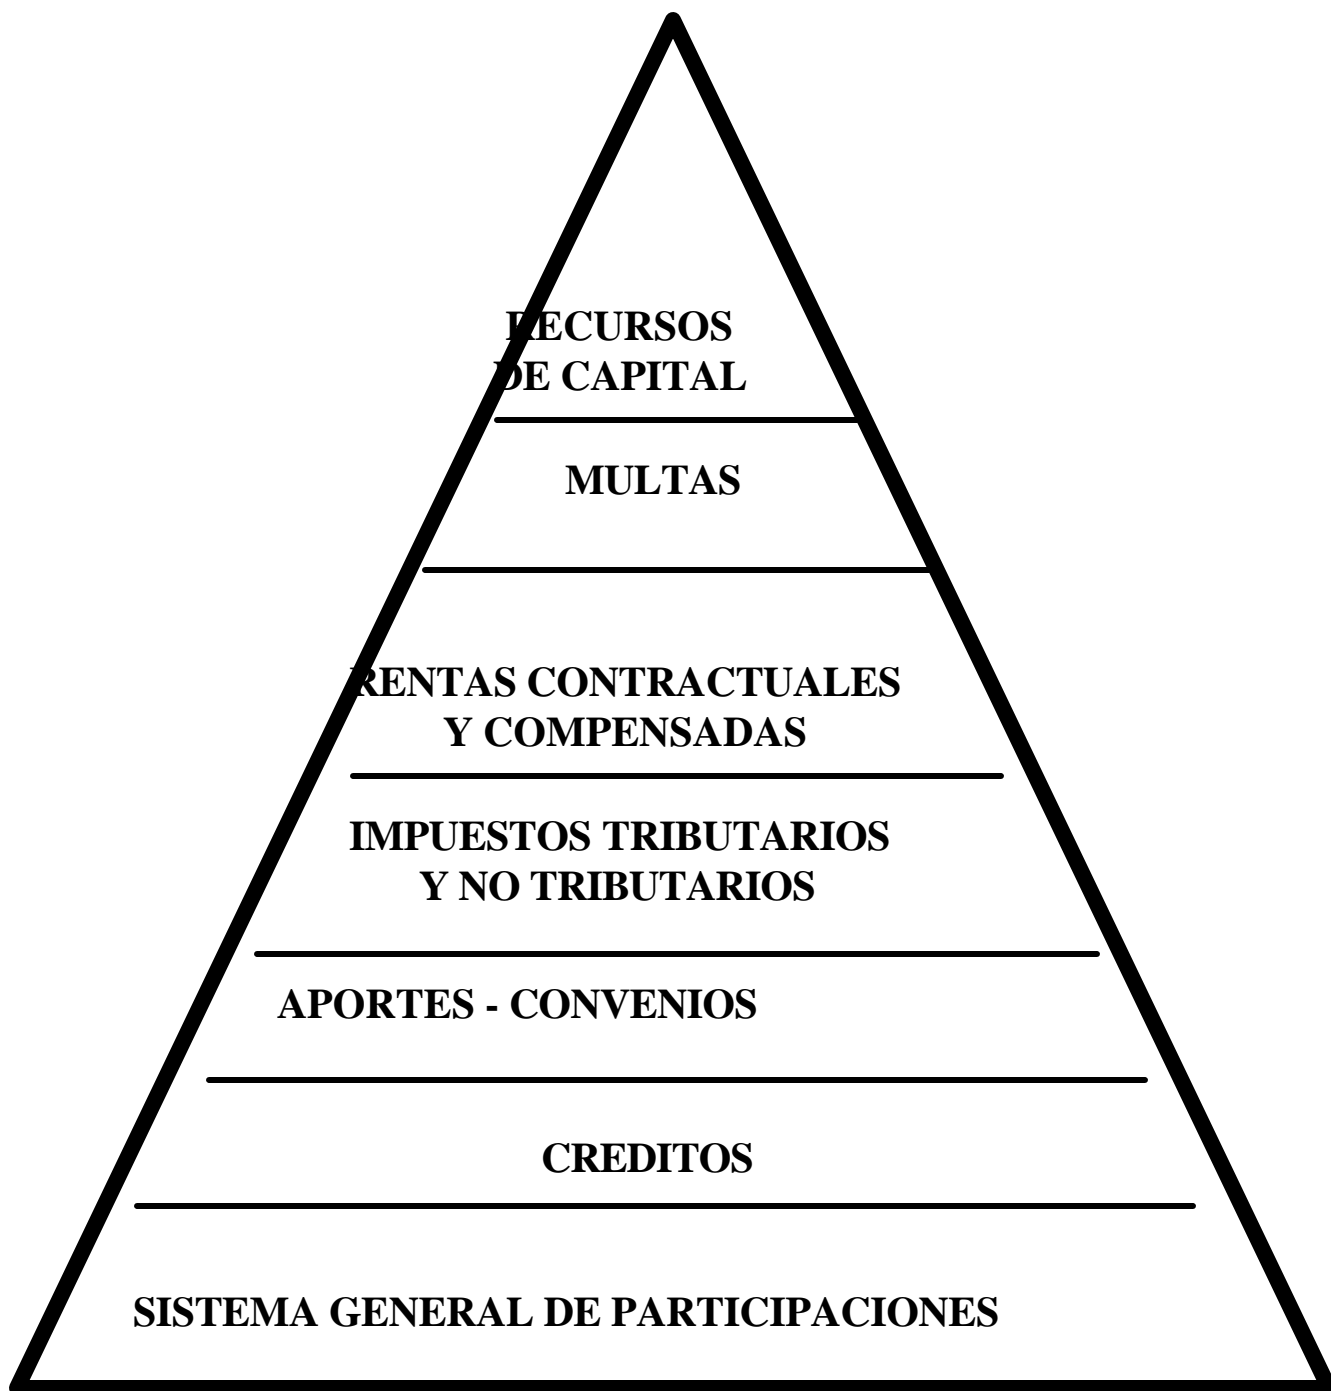 RECURSOS
DE CAPITAL
MULTAS
RENTAS CONTRACTUALES
Y COMPENSADAS
IMPUESTOS TRIBUTARIOS
Y NO TRIBUTARIOS
APORTES - CONVENIOS
CREDITOS
SISTEMA GENERAL DE PARTICIPACIONES